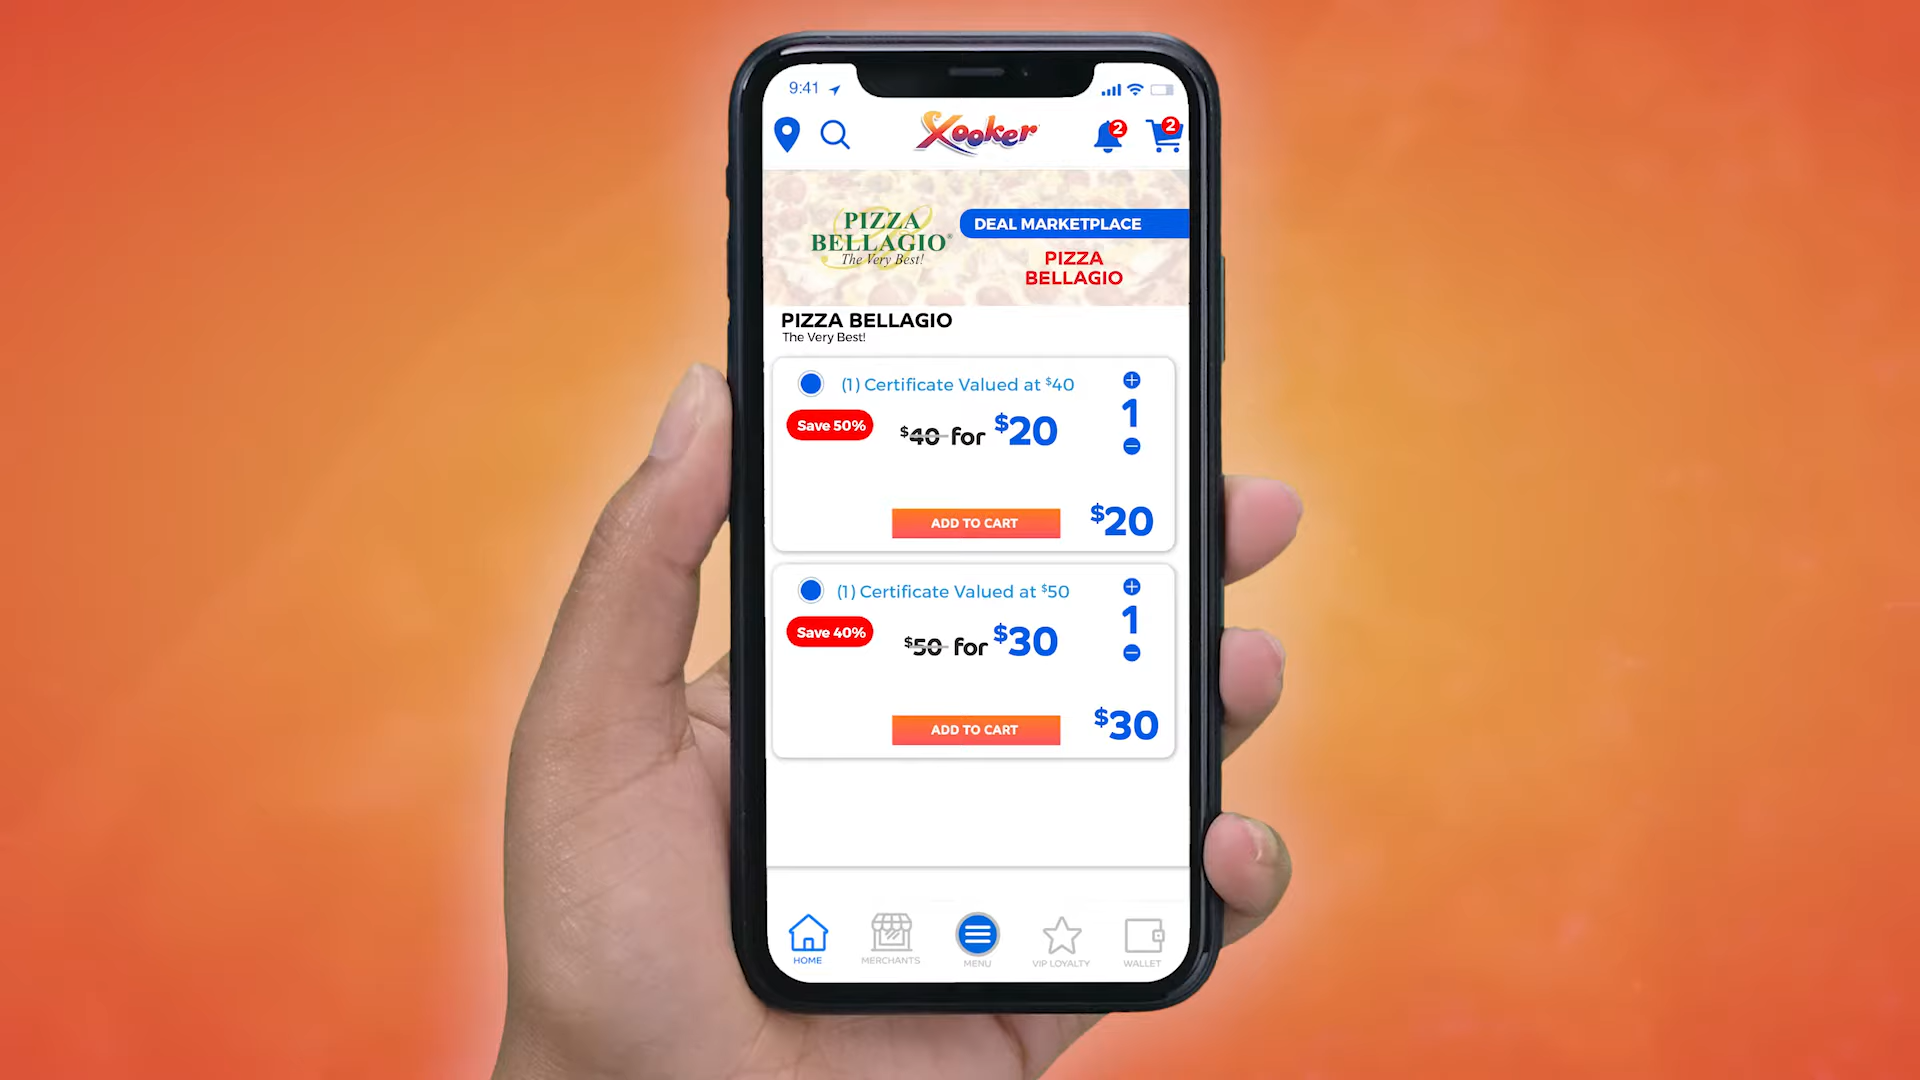 9:41
Xooker
2
2
PIZZA
BELLAGIO®
The Very Best!
DEAL MARKETPLACE
PIZZA
BELLAGIO
PIZZA BELLAGIO
The Very Best!
(1) Certificate Valued at $40
Save 50%
$40 for $20
1
ADD TO CART
$20
(1) Certificate Valued at $50
Save 40%
$50 for $30
1
ADD TO CART
$30
HOME
MERCHANTS
MENU
VIP LOYALTY
WALLET